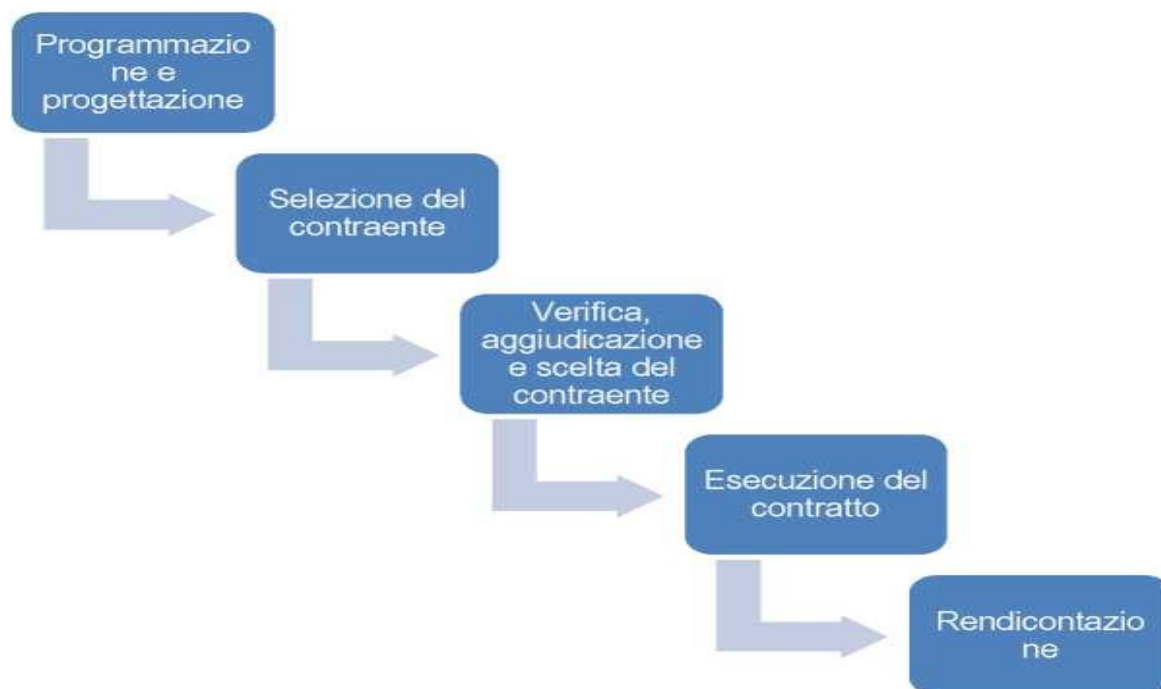 Programmazio
ne e
progettazione
Selezione del
contraente
Verifica,
aggiudicazione
e scelta del
contraente
Esecuzione del
contratto
Rendicontazio
ne